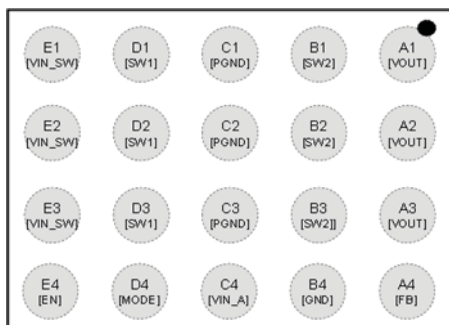 E1 D1 C1 B1 A1
[VIN_SW] [SW1] [PGND] [SW2] [VOUT]
E2 D2 C2 B2 A2
[VIN_SW] [SW1] [PGND] [SW2] [VOUT]
E3 D3 C3 B3 A3
[VIN_SW] [SW1] [PGND] [SW2]] [VOUT]
E4 D4 C4 B4 A4
[EN] [MODE] [VIN_A] [GND] [FB]